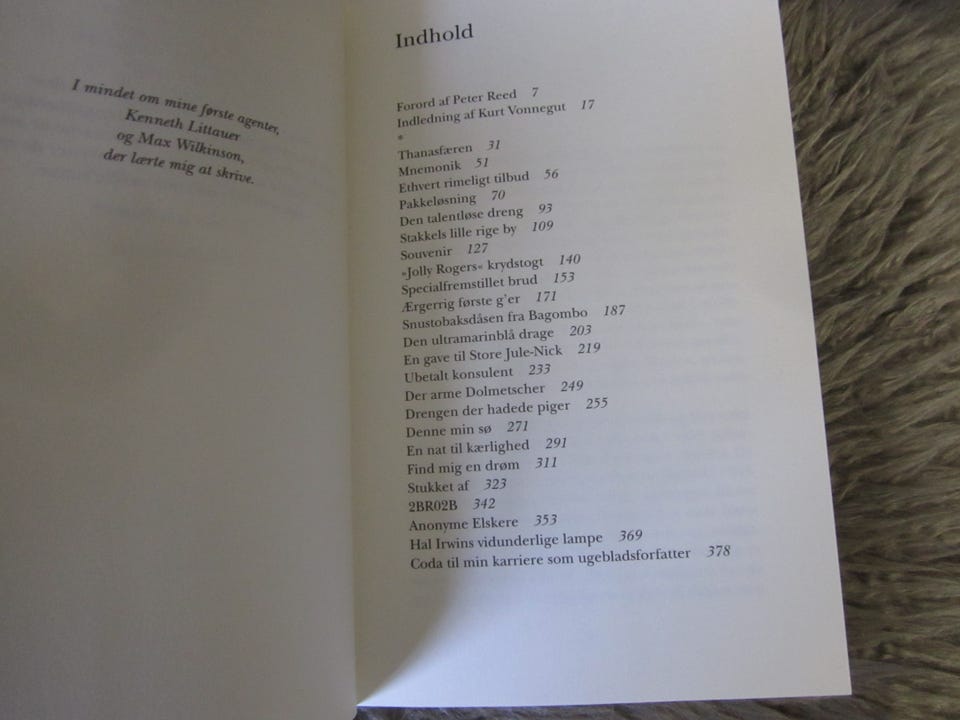 I mindet om mine første agenter,
Kenneth Littauer
og Max Wilkinson,
der lærte mig at skrive.
Indhold
Forord af Peter Reed 7
Indledning af Kurt Vonnegut 17
*
Thanasfæren 31
Mnemonik 51
Ethvert rimeligt tilbud 56
Pakkeløsning 70
Den talentløse dreng 93
Stakkels lille rige by 109
Souvenir 127
»Jolly Rogers« krydstogt 140
Specialfremstillet brud 153
Ærgerrig første g'er 171
Snustobaksdåsen fra Bagombo 187
Den ultramarinblå drage 203
En gave til Store Jule-Nick 219
Ubetalt konsulent 233
Der arme Dolmetscher 249
Drengen der hadede piger 255
Denne min sø 271
En nat til kærlighed 291
Find mig en drøm 311
Stukket af 323
2BR02B 342
Anonyme Elskere 353
Hal Irwins vidunderlige lampe 369
Coda til min karriere som ugebladsforfatter 378